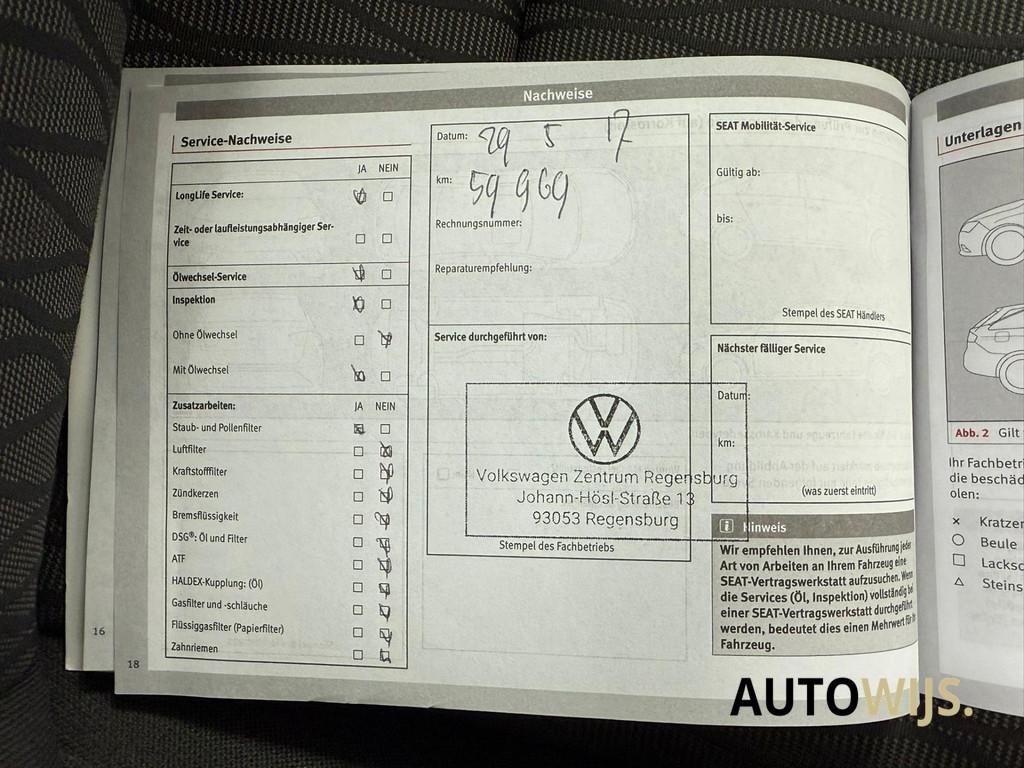 Nachweise
Service-Nachweise
JA NEIN
LongLife Service:
Zeit- oder laufleistungsabhängiger Ser-
vice
Ölwechsel-Service
Inspektion
Ohne Ölwechsel
Mit Ölwechsel
Zusatzarbeiten: JA NEIN
Staub- und Pollenfilter
Luftfilter
Kraftstofffilter
Zündkerzen
Bremsflüssigkeit
DSG®: Öl und Filter
ATF
HALDEX-Kupplung: (Öl)
Gasfilter und -schläuche
Flüssiggasfilter (Papierfilter)
Zahnriemen
16
18
Datum: 29 5 17
km: 59 969
Rechnungsnummer:
Reparaturempfehlung:
Service durchgeführt von:
Volkswagen Zentrum Regensburg
Johann-Hösl-Straße 13
93053 Regensburg
Stempel des Fachbetriebs
SEAT Mobilität-Service
Gültig ab:
bis:
Stempel des SEAT Händlers
Nächster fälliger Service
Datum:
km:
(was zuerst eintritt)
Hinweis
Wir empfehlen Ihnen, zur Ausführung jeder
Art von Arbeiten an Ihrem Fahrzeug eine
SEAT-Vertragswerkstatt aufzusuchen. Wenn
die Services (Öl, Inspektion) vollständig bei
einer SEAT-Vertragswerkstatt durchgeführt
werden, bedeutet dies einen Mehrwert für Ihr
Fahrzeug.
Unterlagen
Abb. 2 Gilt
Ihr Fachbetri
die beschäd
olen:
× Kratzer
○ Beule
□ Lacksc
△ Steins
AUTOWIJS.